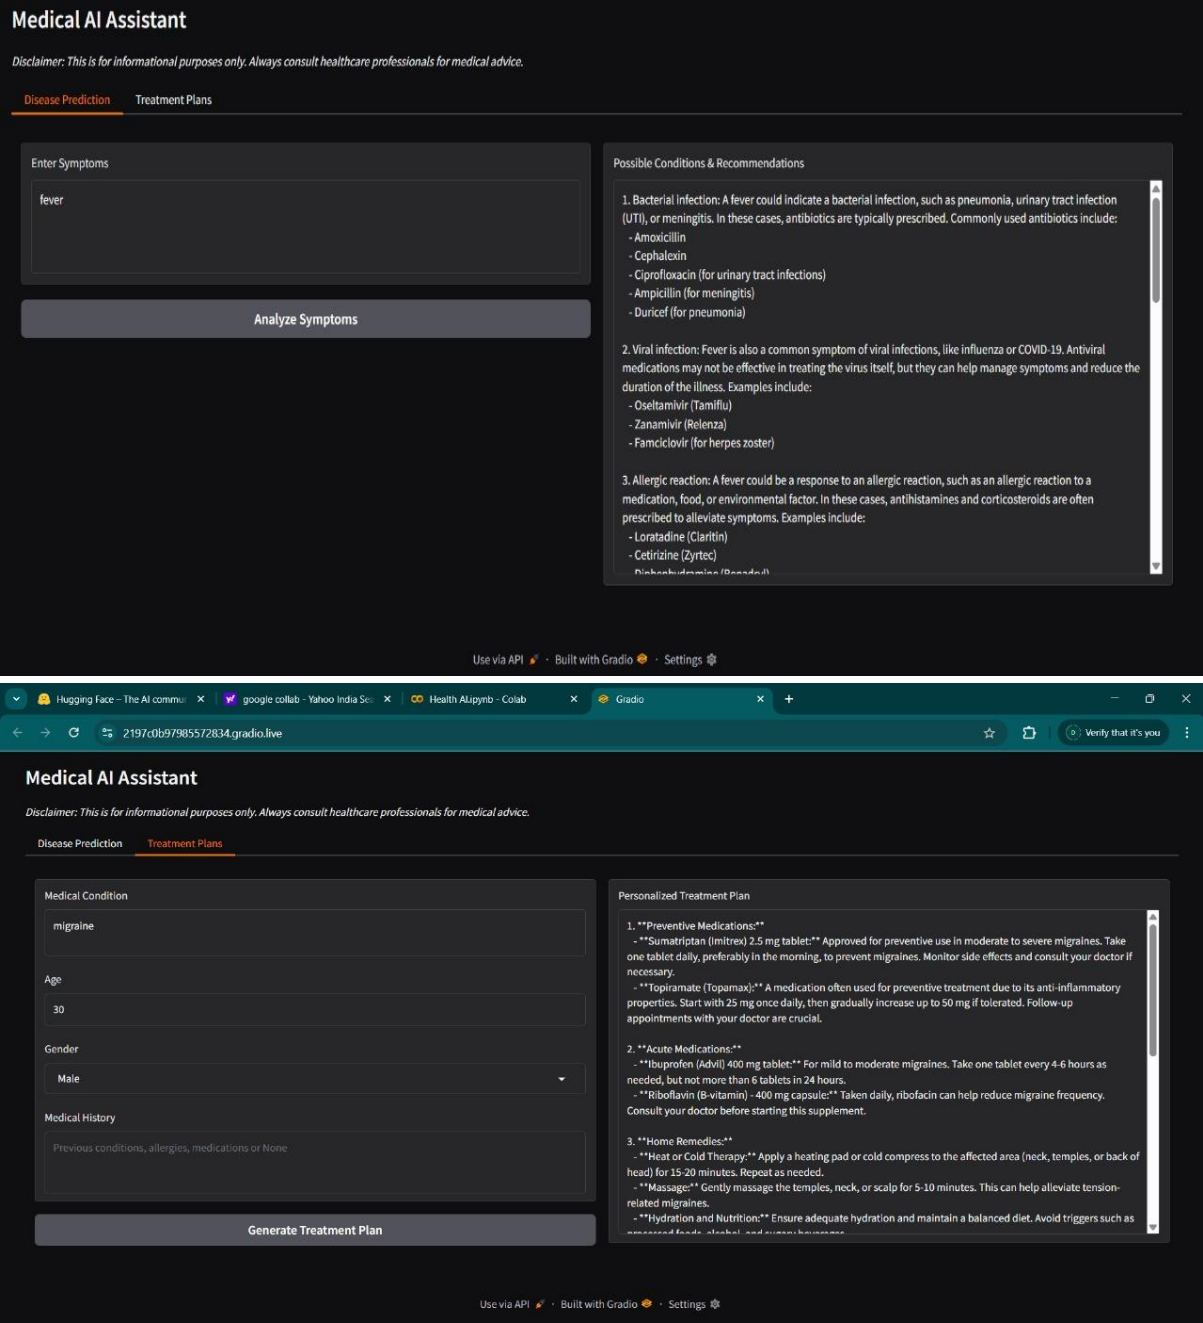 Medical AI Assistant
Disclaimer: This is for informational purposes only. Always consult healthcare professionals for medical advice.
Disease Prediction
Treatment Plans
Enter Symptoms
fever
Analyze Symptoms
Possible Conditions & Recommendations
1. Bacterial infection: A fever could indicate a bacterial infection, such as pneumonia, urinary tract infection
(UTI), or meningitis. In these cases, antibiotics are typically prescribed. Commonly used antibiotics include:
- Amoxicillin
- Cephalexin
- Ciprofloxacin (for urinary tract infections)
- Ampicillin (for meningitis)
- Duricef (for pneumonia)
2. Viral infection: Fever is also a common symptom of viral infections, like influenza or COVID-19. Antiviral
medications may not be effective in treating the virus itself, but they can help manage symptoms and reduce the
duration of the illness. Examples include:
- Oseltamivir (Tamiflu)
- Zanamivir (Relenza)
- Famciclovir (for herpes zoster)
3. Allergic reaction: A fever could be a response to an allergic reaction, such as an allergic reaction to a
medication, food, or environmental factor. In these cases, antihistamines and corticosteroids are often
prescribed to alleviate symptoms. Examples include:
- Loratadine (Claritin)
- Cetirizine (Zyrtec)
- Diphenhydramine (Benadryl)
Use via API · Built with Gradio · Settings
Hugging Face – The AI commun
google collab - Yahoo India Sea
Health AI.ipynb - Colab
Gradio
2197c0b97985572834.gradio.live
Verify that it's you
Medical AI Assistant
Disclaimer: This is for informational purposes only. Always consult healthcare professionals for medical advice.
Disease Prediction
Treatment Plans
Medical Condition
migraine
Age
30
Gender
Male
Medical History
Previous conditions, allergies, medications or None
Generate Treatment Plan
Personalized Treatment Plan
1. **Preventive Medications:**
- **Sumatriptan (Imitrex) 2.5 mg tablet:** Approved for preventive use in moderate to severe migraines. Take
one tablet daily, preferably in the morning, to prevent migraines. Monitor side effects and consult your doctor if
necessary.
- **Topiramate (Topamax):** A medication often used for preventive treatment due to its anti-inflammatory
properties. Start with 25 mg once daily, then gradually increase up to 50 mg if tolerated. Follow-up
appointments with your doctor are crucial.
2. **Acute Medications:**
- **Ibuprofen (Advil) 400 mg tablet:** For mild to moderate migraines. Take one tablet every 4-6 hours as
needed, but not more than 6 tablets in 24 hours.
- **Riboflavin (B-vitamin) - 400 mg capsule:** Taken daily, ribofacin can help reduce migraine frequency.
Consult your doctor before starting this supplement.
3. **Home Remedies:**
- **Heat or Cold Therapy:** Apply a heating pad or cold compress to the affected area (neck, temples, or back of
head) for 15-20 minutes. Repeat as needed.
- **Massage:** Gently massage the temples, neck, or scalp for 5-10 minutes. This can help alleviate tension-
related migraines.
- **Hydration and Nutrition:** Ensure adequate hydration and maintain a balanced diet. Avoid triggers such as
processed foods, alcohol, and sugary beverages.
Use via API · Built with Gradio · Settings